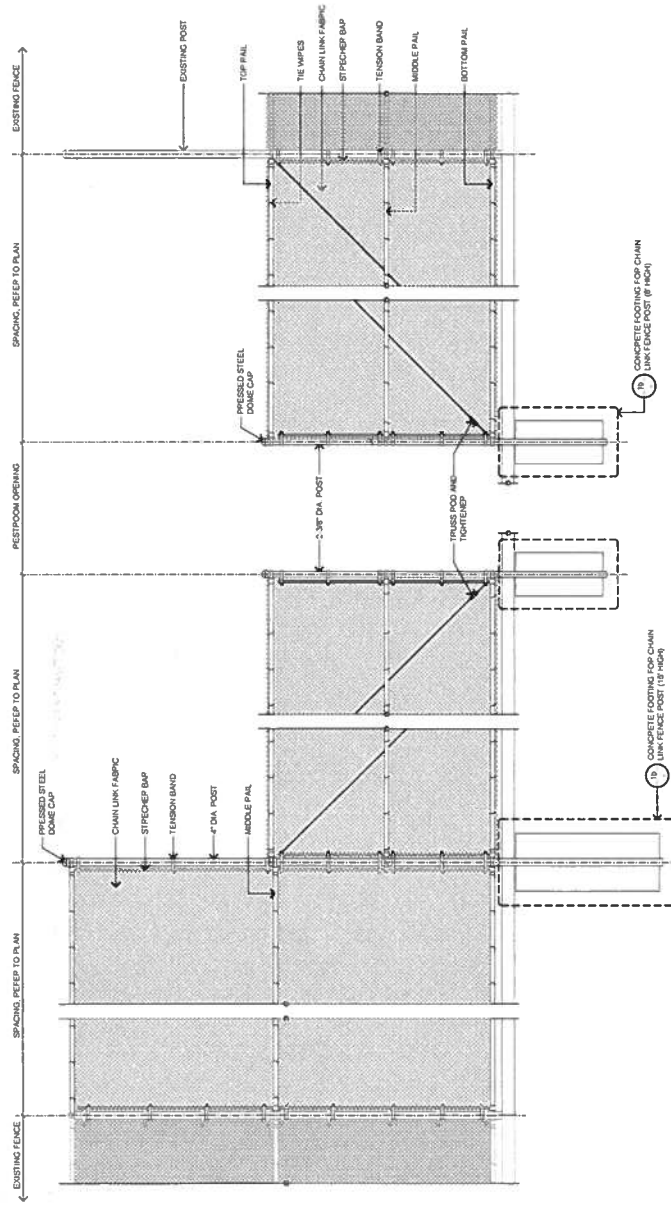 EXISTING FENCE
SPACING, PEFEP TO PLAN
SPACING, PEFEP TO PLAN
PESTPOOM OPENING
SPACING, PEFEP TO PLAN
EXISTING FENCE
PPESSED STEEL
DOME CAP
CHAIN LINK FABPIC
STPECHEP BAP
TENSION BAND
4" DIA. POST
MIDDLE PAIL
PPESSED STEEL
DOME CAP
2 3/8" DIA. POST
TPUSS POD AND
TIGHTENEP
EXISTING POST
TOP PAIL
TIE WIPES
CHAIN LINK FABPIC
STPECHEP BAP
TENSION BAND
MIDDLE PAIL
BOTTOM PAIL
CONCPETE FOOTING FOP CHAIN
LINK FENCE POST (18' HIGH)
19
CONCPETE FOOTING FOP CHAIN
LINK FENCE POST (8' HIGH)